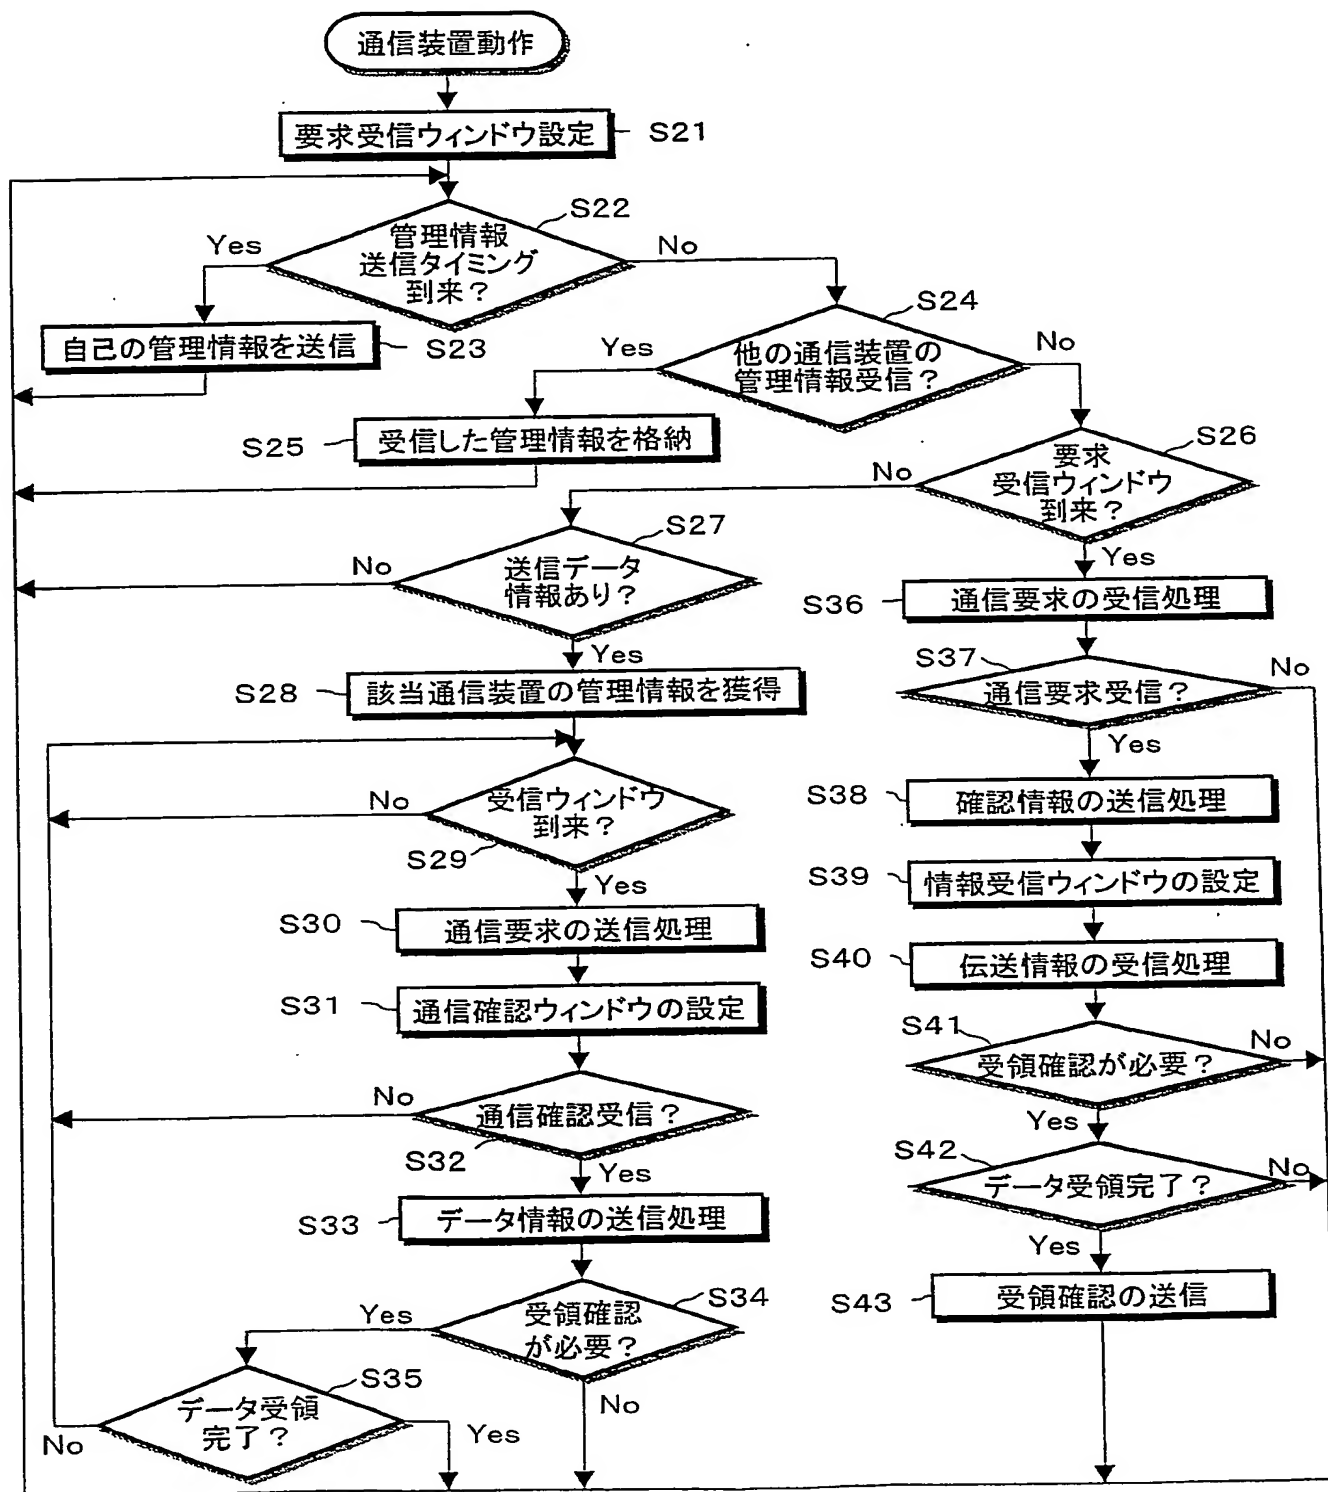 通信装置動作
要求受信ウィンドウ設定
S21
S22
管理情報
送信タイミング
到来？
Yes
No
自己の管理情報を送信
S23
S24
他の通信装置の
管理情報受信？
Yes
No
S25
受信した管理情報を格納
S26
要求
受信ウィンドウ
到来？
No
Yes
S27
送信データ
情報あり？
No
Yes
S28
該当通信装置の管理情報を獲得
受信ウィンドウ
到来？
No
S29
Yes
S30
通信要求の送信処理
S31
通信確認ウィンドウの設定
通信確認受信？
No
S32
Yes
S33
データ情報の送信処理
S34
受領確認
が必要？
Yes
No
S35
データ受領
完了？
No
Yes
S36
通信要求の受信処理
S37
通信要求受信？
No
Yes
S38
確認情報の送信処理
S39
情報受信ウィンドウの設定
S40
伝送情報の受信処理
S41
受領確認が必要？
No
Yes
S42
データ受領完了？
No
Yes
S43
受領確認の送信